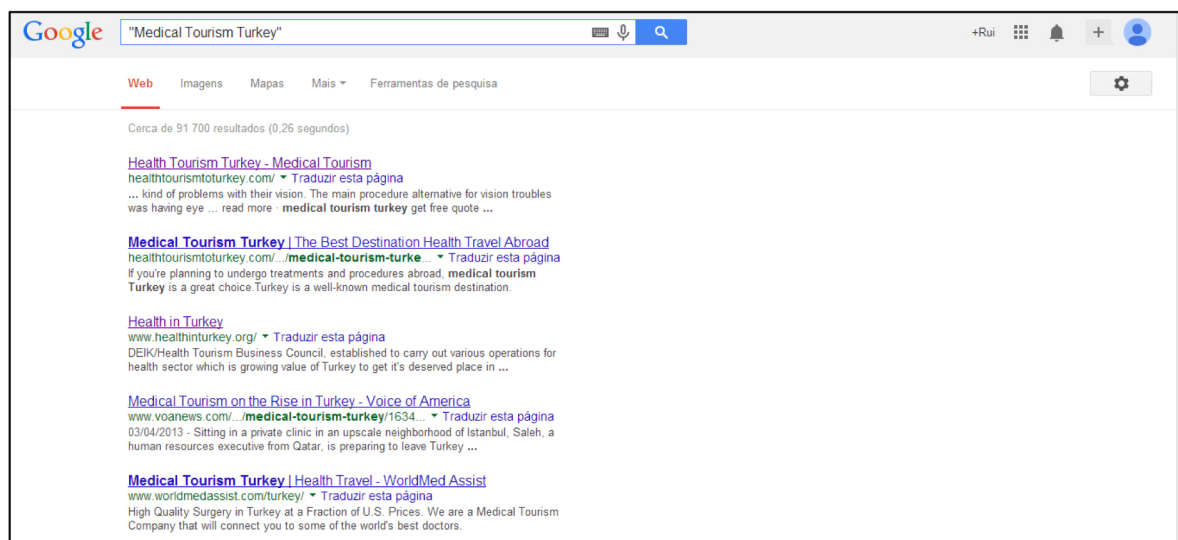 Google "Medical Tourism Turkey" +Rui
Web Imagens Mapas Mais Ferramentas de pesquisa
Cerca de 91 700 resultados (0,26 segundos)
Health Tourism Turkey - Medical Tourism
healthtourismtoturkey.com/ Traduzir esta página
... kind of problems with their vision. The main procedure alternative for vision troubles
was having eye ... read more · medical tourism turkey get free quote ...
Medical Tourism Turkey | The Best Destination Health Travel Abroad
healthtourismtoturkey.com/.../medical-tourism-turke... Traduzir esta página
If you're planning to undergo treatments and procedures abroad, medical tourism
Turkey is a great choice.Turkey is a well-known medical tourism destination.
Health in Turkey
www.healthinturkey.org/ Traduzir esta página
DEIK/Health Tourism Business Council, established to carry out various operations for
health sector which is growing value of Turkey to get it's deserved place in ...
Medical Tourism on the Rise in Turkey - Voice of America
www.voanews.com/.../medical-tourism-turkey/1634... Traduzir esta página
03/04/2013 - Sitting in a private clinic in an upscale neighborhood of Istanbul, Saleh, a
human resources executive from Qatar, is preparing to leave Turkey ...
Medical Tourism Turkey | Health Travel - WorldMed Assist
www.worldmedassist.com/turkey/ Traduzir esta página
High Quality Surgery in Turkey at a Fraction of U.S. Prices. We are a Medical Tourism
Company that will connect you to some of the world's best doctors.